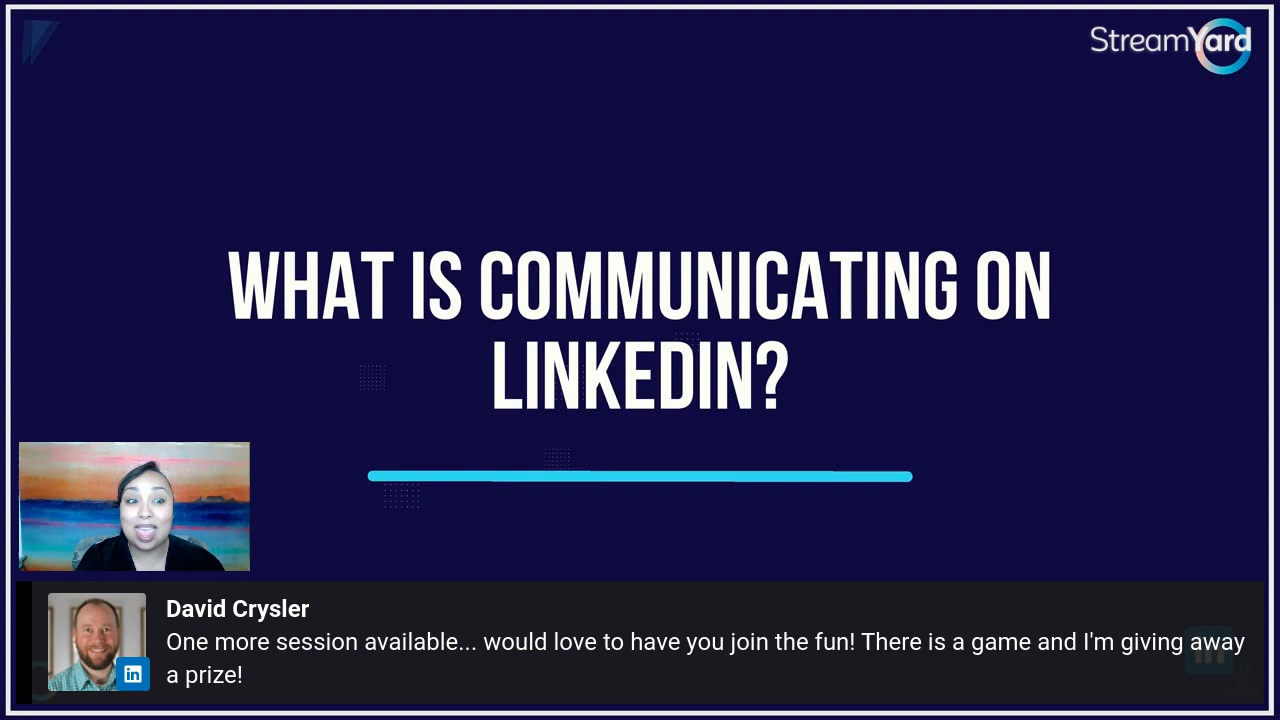 StreamYard
WHAT IS COMMUNICATING ON
LINKEDIN?
David Crysler
One more session available... would love to have you join the fun! There is a game and I'm giving away
a prize!
in